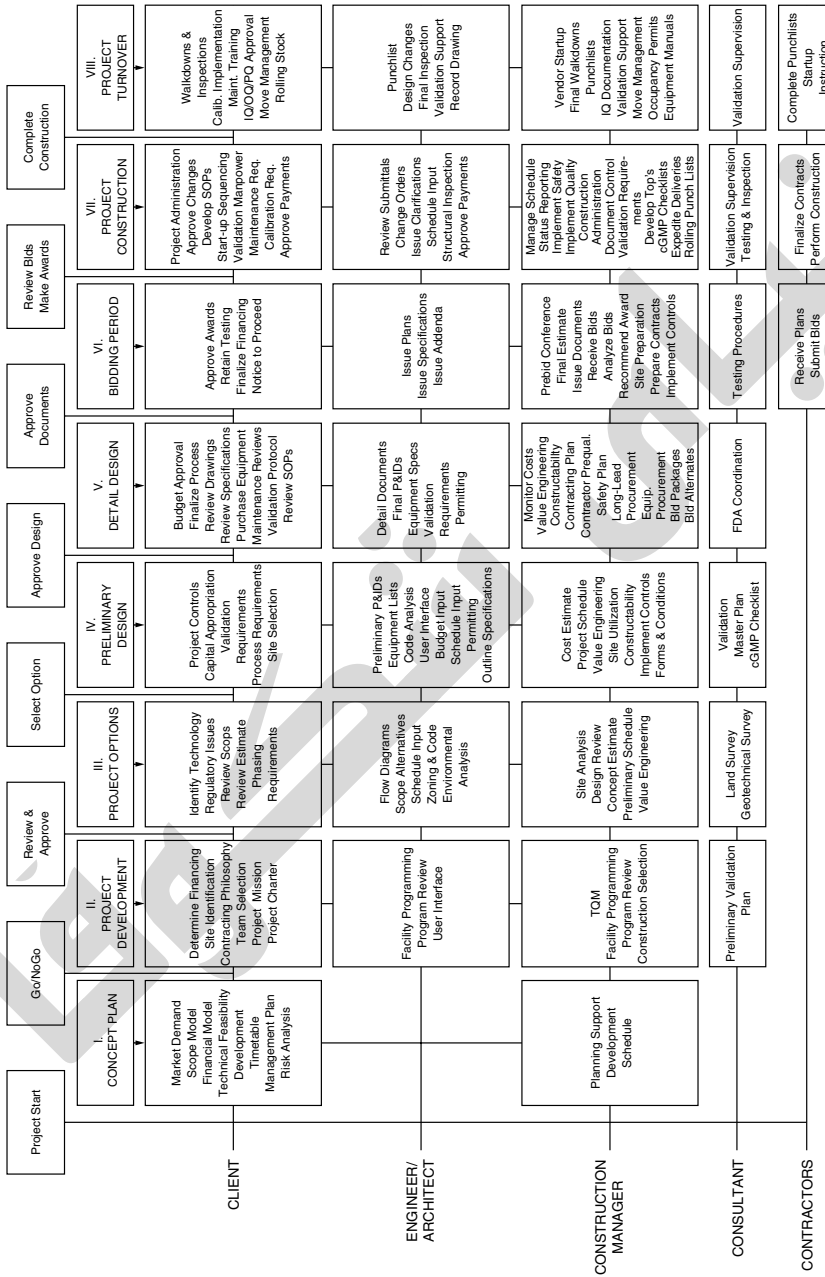 Project Start
Go/NoGo
Review &
Approve
Select Option
Approve Design
Approve
Documents
Review Bids
Make Awards
Complete
Construction
I.
CONCEPT PLAN
II.
PROJECT
DEVELOPMENT
III.
PROJECT OPTIONS
IV.
PRELIMINARY
DESIGN
V.
DETAIL DESIGN
VI.
BIDDING PERIOD
VII.
PROJECT
CONSTRUCTION
VIII.
PROJECT
TURNOVER
CLIENT
Market Demand
Scope Model
Financial Model
Technical Feasibility
Development
Timetable
Management Plan
Risk Analysis
Determine Financing
Site Identification
Contracting Philosophy
Team Selection
Project Mission
Project Charter
Identify Technology
Regulatory Issues
Review Scopes
Review Estimate
Phasing
Requirements
Project Controls
Capital Appropriation
Validation
Requirements
Process Requirements
Site Selection
Budget Approval
Finalize Process
Review Drawings
Review Specifications
Purchase Equipment
Maintenance Reviews
Validation Protocol
Review SOPs
Approve Awards
Retain Testing
Finalize Financing
Notice to Proceed
Project Administration
Approve Changes
Develop SOPs
Start-up Sequencing
Validation Manpower
Maintenance Req.
Calibration Req.
Approve Payments
Walkdowns &
Inspections
Calib. Implementation
Maint. Training
IQ/OQ/PQ Approval
Move Management
Rolling Stock
ENGINEER/
ARCHITECT
Facility Programming
Program Review
User Interface
Flow Diagrams
Scope Alternatives
Schedule Input
Zoning & Code
Environmental
Analysis
Preliminary P&IDs
Equipment Lists
Code Analysis
User Interface
Budget Input
Schedule Input
Permitting
Outline Specifications
Detail Documents
Final P&IDs
Equipment Specs
Validation
Requirements
Permitting
Issue Plans
Issue Specifications
Issue Addenda
Review Submittals
Change Orders
Issue Clarifications
Schedule Input
Structural Inspection
Approve Payments
Punchlist
Design Changes
Final Inspection
Validation Support
Record Drawing
CONSTRUCTION
MANAGER
Planning Support
Development
Schedule
TQM
Facility Programming
Program Review
Construction Selection
Site Analysis
Design Review
Concept Estimate
Preliminary Schedule
Value Engineering
Cost Estimate
Project Schedule
Value Engineering
Site Utilization
Constructability
Implement Controls
Forms & Conditions
Monitor Costs
Value Engineering
Constructability
Contracting Plan
Contractor Prequal.
Safety Plan
Long-Lead
Procurement
Equip.
Procurement
Bid Packages
Bid Alternates
Prebid Conference
Final Estimate
Issue Documents
Receive Bids
Analyze Bids
Recommend Award
Site Preparation
Prepare Contracts
Implement Controls
Manage Schedule
Status Reporting
Implement Safety
Implement Quality
Construction
Administration
Document Control
Validation Require-
ments
Develop Top's
cGMP Checklists
Expedite Deliveries
Rolling Punch Lists
Vendor Startup
Final Walkdowns
Punchlists
IQ Documentation
Validation Support
Move Management
Occupancy Permits
Equipment Manuals
CONSULTANT
Preliminary Validation
Plan
Land Survey
Geotechnical Survey
Validation
Master Plan
cGMP Checklist
FDA Coordination
Testing Procedures
Validation Supervision
Testing & Inspection
Validation Supervision
CONTRACTORS
Receive Plans
Submit Bids
Finalize Contracts
Perform Construction
Complete Punchlists
Startup
Instruction